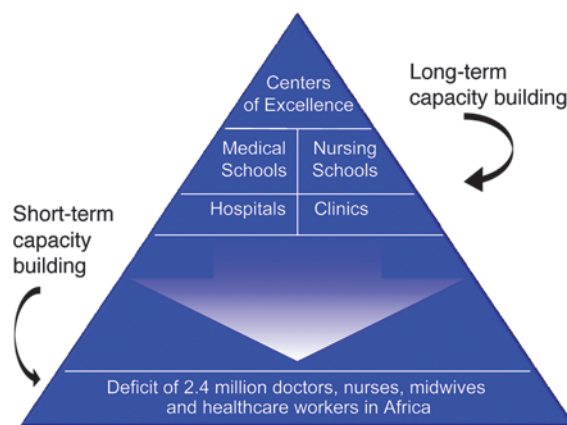 Centers
of Excellence
Long-term
capacity building
Medical
Schools
Nursing
Schools
Hospitals
Clinics
Short-term
capacity
building
Deficit of 2.4 million doctors, nurses, midwives
and healthcare workers in Africa